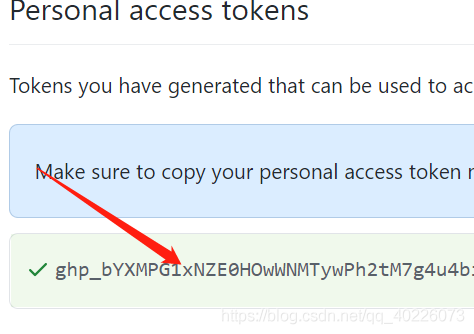 Personal access tokens
Tokens you have generated that can be used to ac
Make sure to copy your personal access token
ghp_bYXMPG1xNZE0HOwWNMTywPh2tM7g4u4b
https://blog.csdn.net/qq_40226073